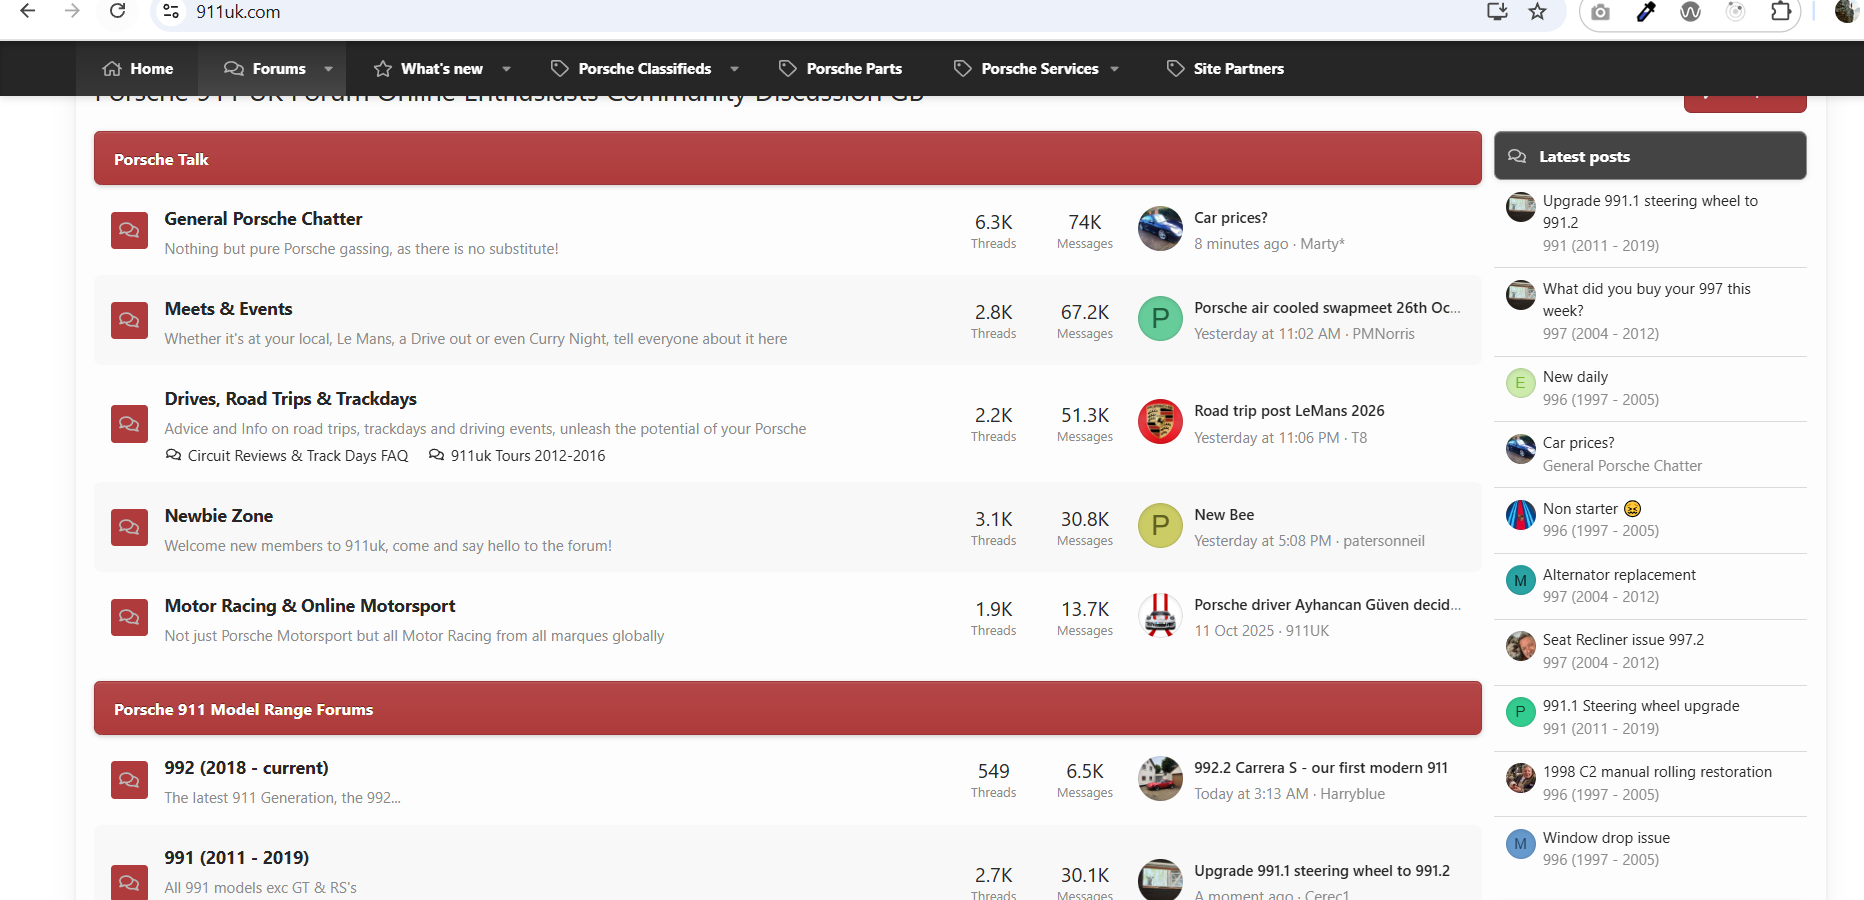 911uk.com
Home Forums What's new Porsche Classifieds Porsche Parts Porsche Services Site Partners
Porsche 911 UK Forum Online Enthusiasts Community Discussion GB
Porsche Talk
General Porsche Chatter
Nothing but pure Porsche gassing, as there is no substitute!
6.3K
Threads
74K
Messages
Car prices?
8 minutes ago · Marty*
Meets & Events
Whether it's at your local, Le Mans, a Drive out or even Curry Night, tell everyone about it here
2.8K
Threads
67.2K
Messages
P
Porsche air cooled swapmeet 26th Oc...
Yesterday at 11:02 AM · PMNorris
Drives, Road Trips & Trackdays
Advice and Info on road trips, trackdays and driving events, unleash the potential of your Porsche
Circuit Reviews & Track Days FAQ 911uk Tours 2012-2016
2.2K
Threads
51.3K
Messages
Road trip post LeMans 2026
Yesterday at 11:06 PM · T8
Newbie Zone
Welcome new members to 911uk, come and say hello to the forum!
3.1K
Threads
30.8K
Messages
P
New Bee
Yesterday at 5:08 PM · patersonneil
Motor Racing & Online Motorsport
Not just Porsche Motorsport but all Motor Racing from all marques globally
1.9K
Threads
13.7K
Messages
Porsche driver Ayhancan Güven decid...
11 Oct 2025 · 911UK
Porsche 911 Model Range Forums
992 (2018 - current)
The latest 911 Generation, the 992...
549
Threads
6.5K
Messages
992.2 Carrera S - our first modern 911
Today at 3:13 AM · Harryblue
991 (2011 - 2019)
All 991 models exc GT & RS's
2.7K
Threads
30.1K
Messages
Upgrade 991.1 steering wheel to 991.2
A moment ago · Cerec1
Latest posts
Upgrade 991.1 steering wheel to
991.2
991 (2011 - 2019)
What did you buy your 997 this
week?
997 (2004 - 2012)
E
New daily
996 (1997 - 2005)
Car prices?
General Porsche Chatter
Non starter 😖
996 (1997 - 2005)
M
Alternator replacement
997 (2004 - 2012)
Seat Recliner issue 997.2
997 (2004 - 2012)
P
991.1 Steering wheel upgrade
991 (2011 - 2019)
1998 C2 manual rolling restoration
996 (1997 - 2005)
M
Window drop issue
996 (1997 - 2005)